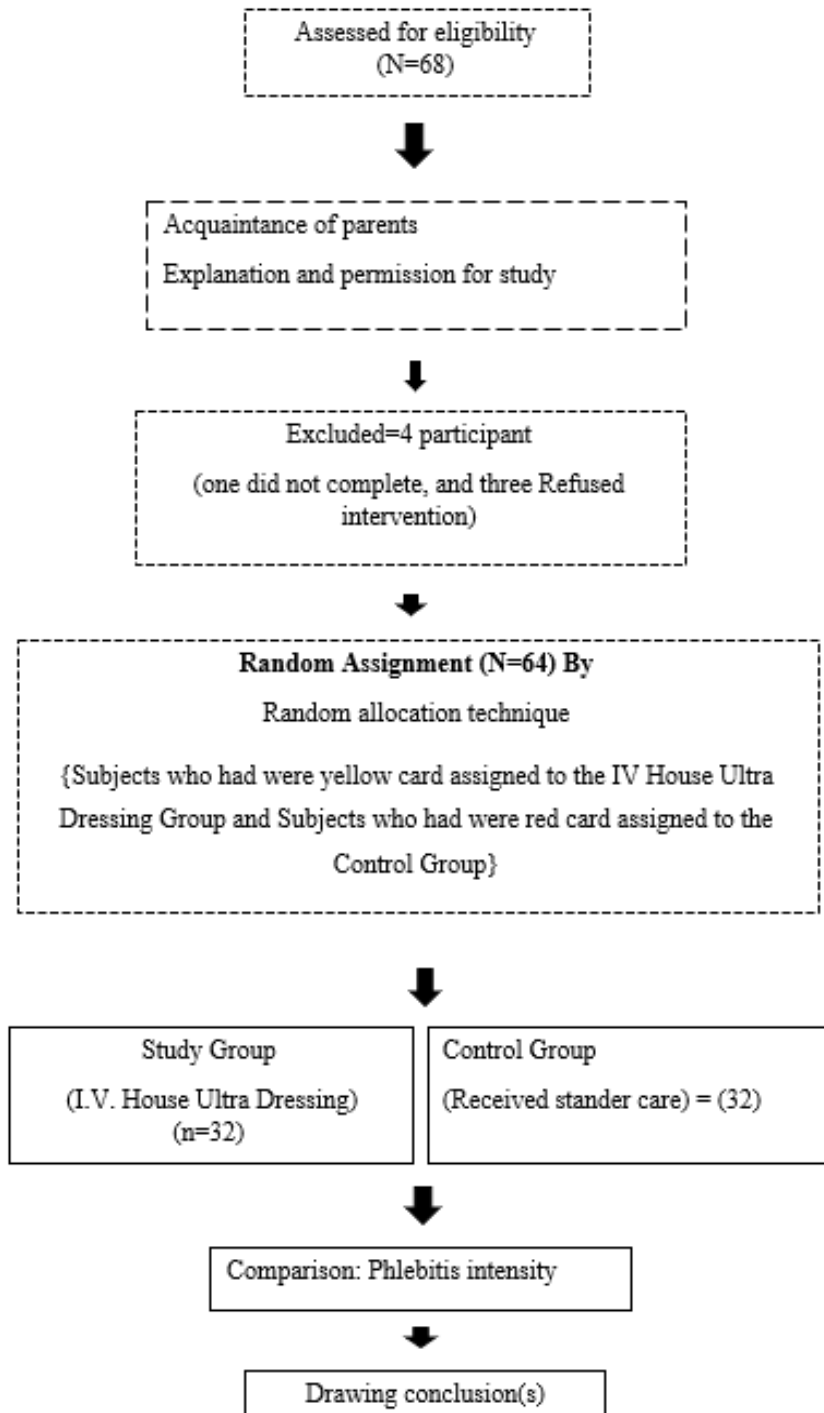 Assessed for eligibility
(N=68)
Acquaintance of parents
Explanation and permission for study
Excluded=4 participant
(one did not complete, and three Refused
intervention)
Random Assignment (N=64) By
Random allocation technique
{Subjects who had were yellow card assigned to the IV House Ultra
Dressing Group and Subjects who had were red card assigned to the
Control Group}
Study Group
(I.V. House Ultra Dressing)
(n=32)
Control Group
(Received stander care) = (32)
Comparison: Phlebitis intensity
Drawing conclusion(s)